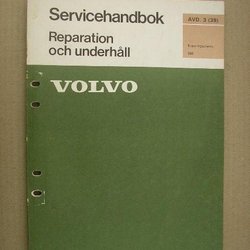 Servicehandbok
AVD. 3 (39)
Reparation
och underhåll
VOLVO